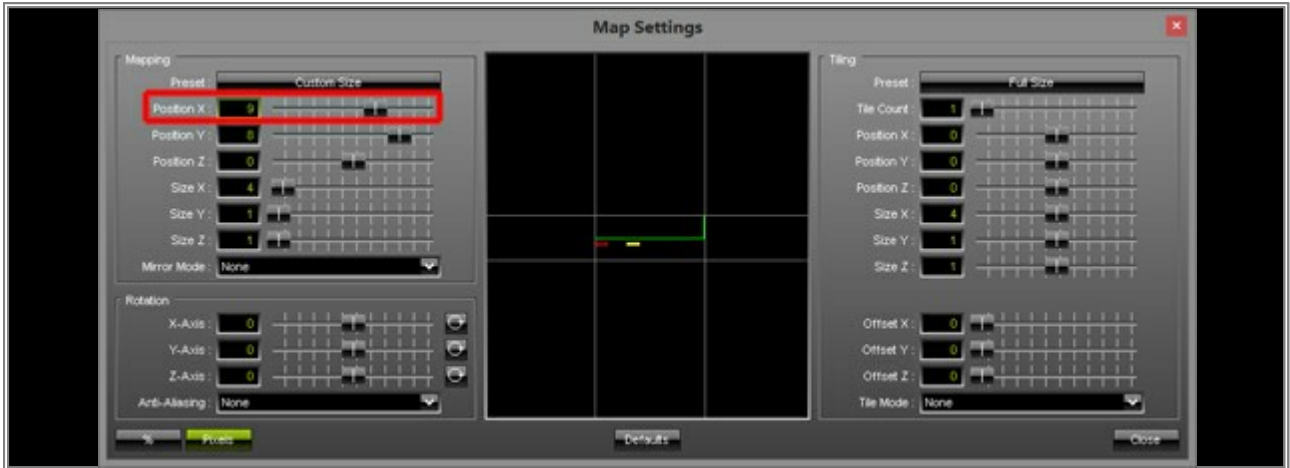 Map Settings
Mapping
Preset : Custom Size
Position X : 9
Position Y : 8
Position Z : 0
Size X : 4
Size Y : 1
Size Z : 1
Mirror Mode : None
Rotation
X-Axis : 0
Y-Axis : 0
Z-Axis : 0
Anti-Aliasing : None
Tiling
Preset : Full Size
Tile Count : 1
Position X : 0
Position Y : 0
Position Z : 0
Size X : 4
Size Y : 1
Size Z : 1
Offset X : 0
Offset Y : 0
Offset Z : 0
Tile Mode : None
% Pixels Defaults Close